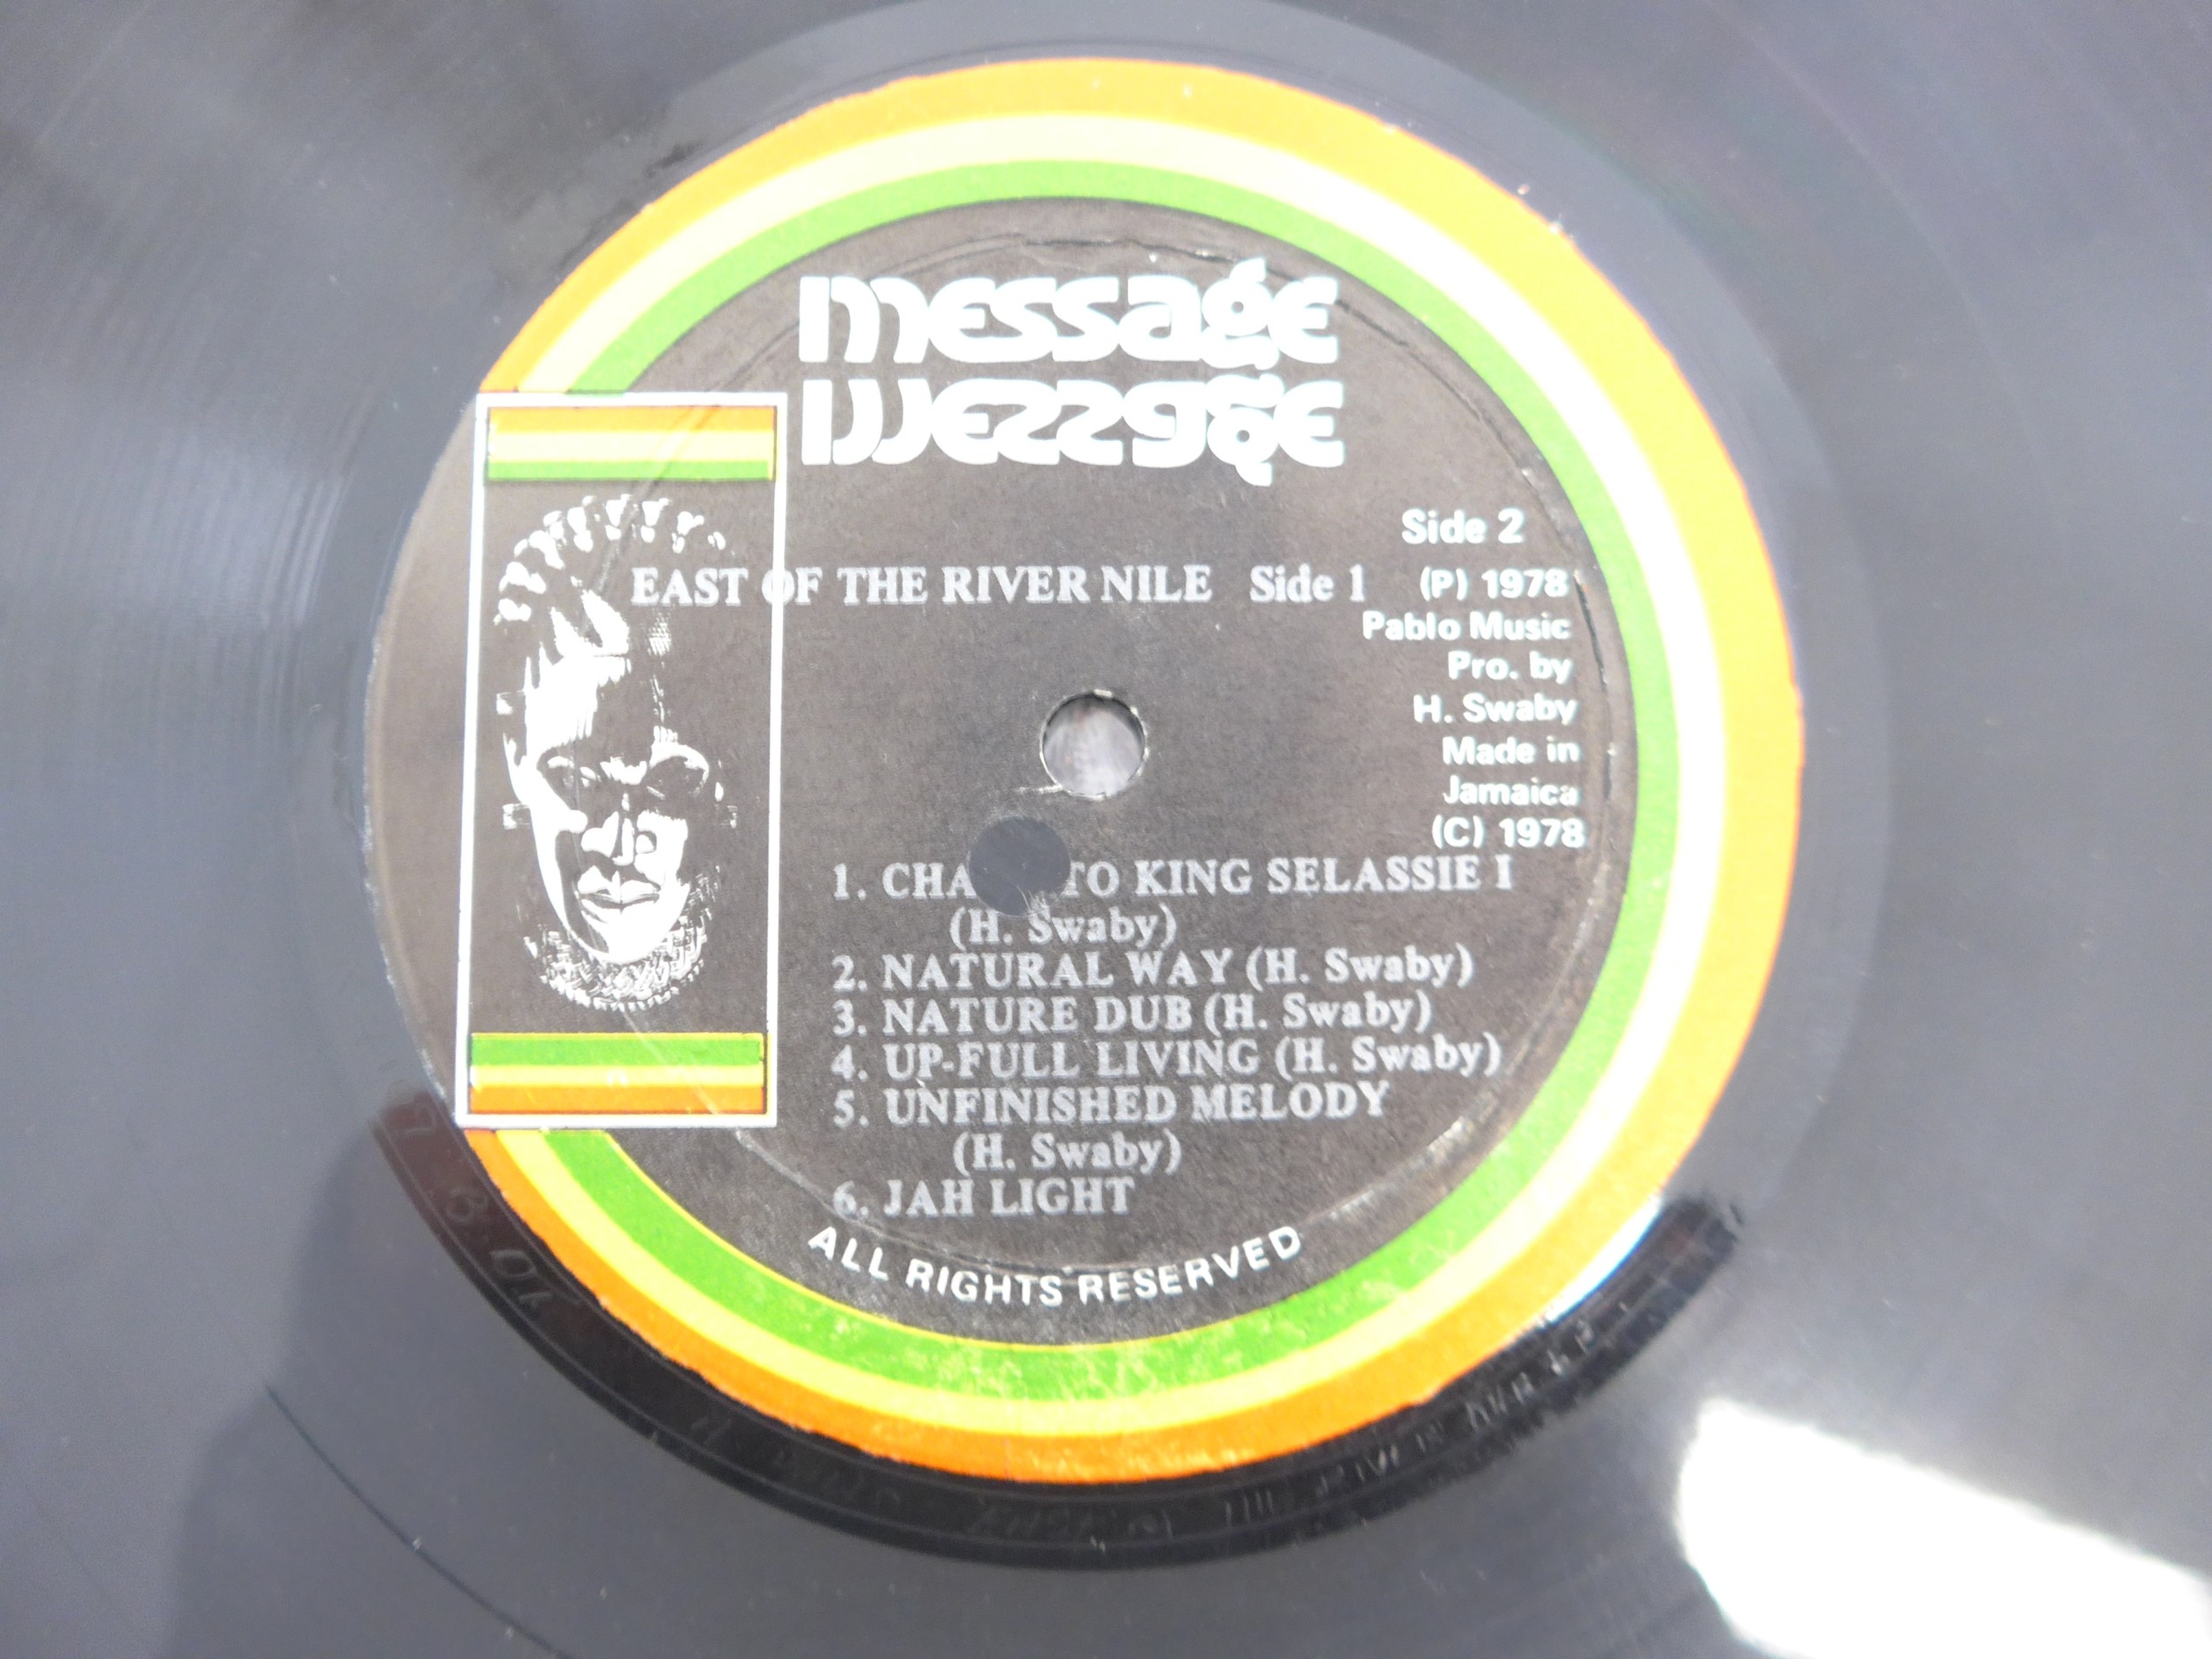 message
Side 2
EAST OF THE RIVER NILE Side 1
(P) 1978
Pablo Music
Pro. by
H. Swaby
Made in
Jamaica
(C) 1978
1. CHA TO KING SELASSIE I
(H. Swaby)
2. NATURAL WAY (H. Swaby)
3. NATURE DUB (H. Swaby)
4. UP-FULL LIVING (H. Swaby)
5. UNFINISHED MELODY
(H. Swaby)
6. JAH LIGHT
ALL RIGHTS RESERVED